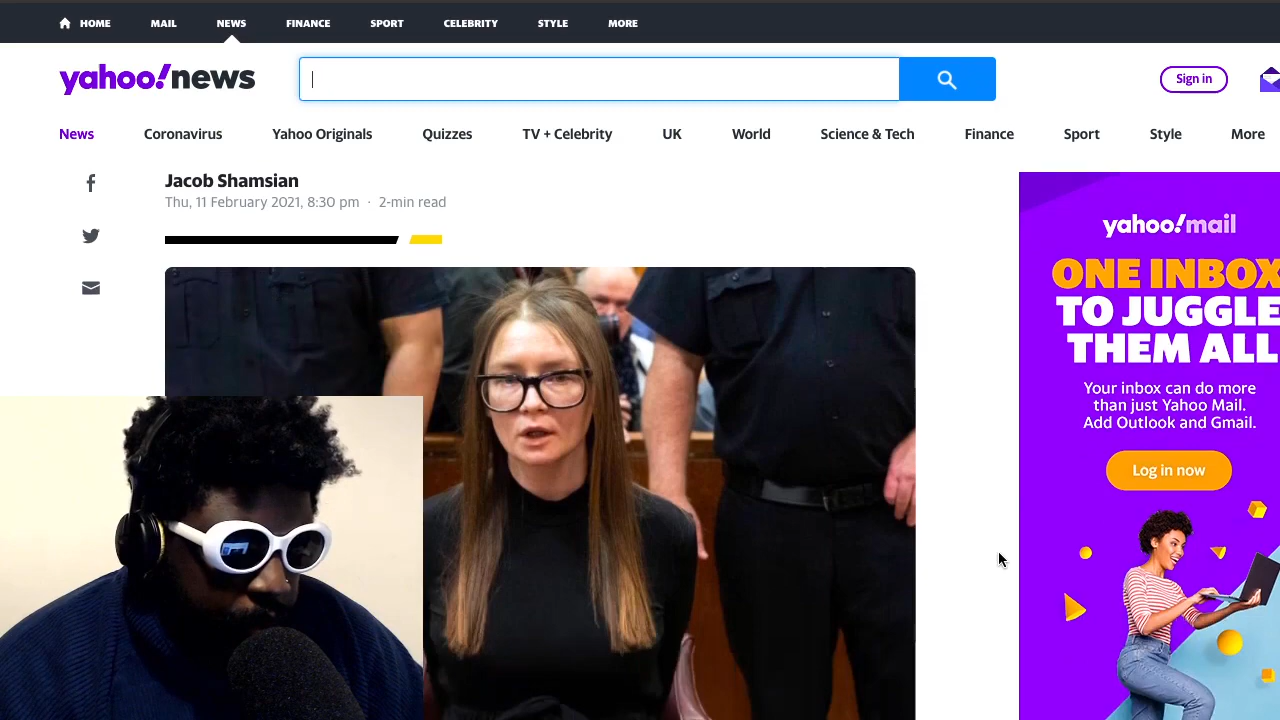 HOME MAIL NEWS FINANCE SPORT CELEBRITY STYLE MORE
yahoo!news
Sign in
News Coronavirus Yahoo Originals Quizzes TV + Celebrity UK World Science & Tech Finance Sport Style More
Jacob Shamsian
Thu, 11 February 2021, 8:30 pm · 2-min read
yahoo!mail
ONE INBOX
TO JUGGLE
THEM ALL
Your inbox can do more
than just Yahoo Mail.
Add Outlook and Gmail.
Log in now